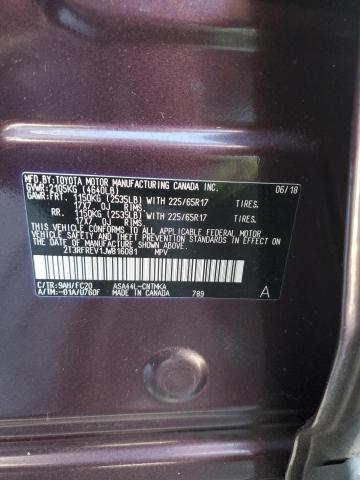 MFD.BY: TOYOTA MOTOR MANUFACTURING CANADA INC. 06/18
GVWR: 2105KG (4640LB)
GAWR:FRT. 1150KG (2535LB) WITH 225/65R17 TIRES,
17X7.0J RIMS.
RR. 1150KG (2535LB) WITH 225/65R17 TIRES,
17X7.0J RIMS.
THIS VEHICLE CONFORMS TO ALL APPLICABLE
FEDERAL MOTOR VEHICLE SAFETY STANDARDS IN EFFECT
ON THE DATE OF MANUFACTURE SHOWN ABOVE.
2T3RFREV1JW816081 MPV
C/TR:9AH/FC20 ASA44L-CNTMKA
A/TM:-01A/U760F MADE IN CANADA 789 A